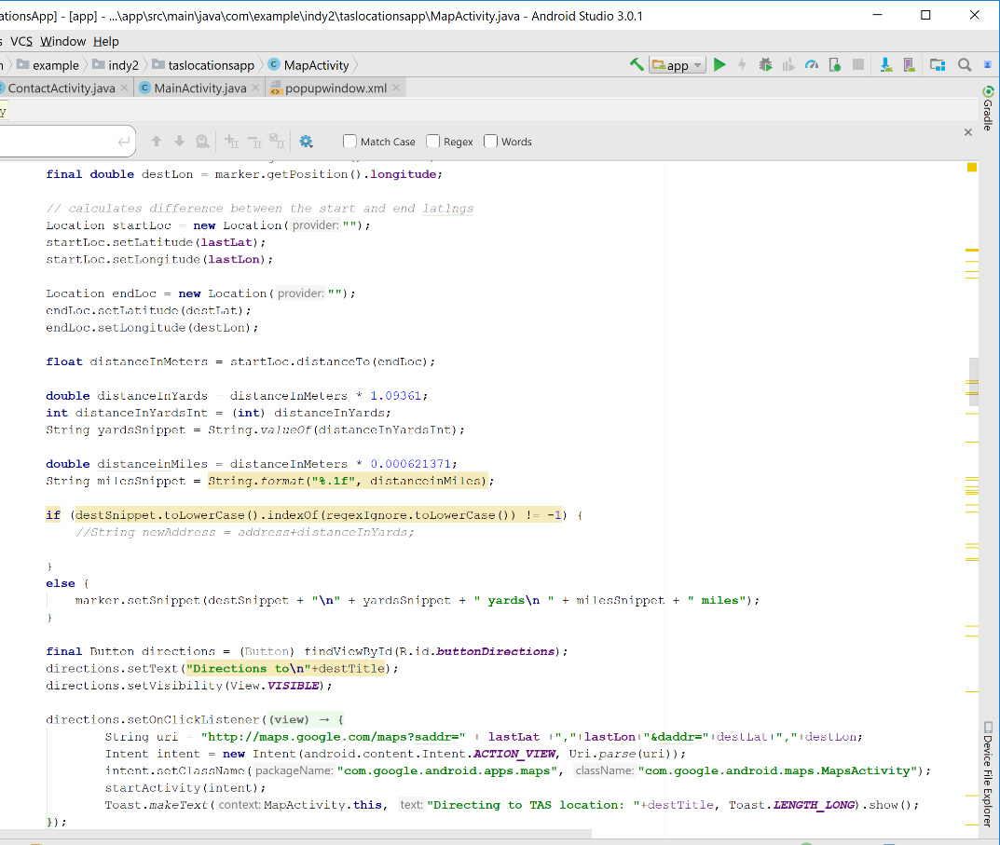 ationsApp] - [app] - ...\app\src\main\java\com\example\indy2\taslocationsapp\MapActivity.java - Android Studio 3.0.1
s VCS Window Help
example indy2 taslocationsapp MapActivity app
ContactActivity.java MainActivity.java popupwindow.xml
y
Match Case Regex Words
final double destLon = marker.getPosition().longitude;
// calculates difference between the start and end latlngs
Location startLoc = new Location( provider: "");
startLoc.setLatitude(lastLat);
startLoc.setLongitude(lastLon);
Location endLoc = new Location( provider: "");
endLoc.setLatitude(destLat);
endLoc.setLongitude(destLon);
float distanceInMeters = startLoc.distanceTo(endLoc);
double distanceInYards = distanceInMeters * 1.09361;
int distanceInYardsInt = (int) distanceInYards;
String yardsSnippet = String.valueOf(distanceInYardsInt);
double distanceinMiles = distanceInMeters * 0.000621371;
String milesSnippet = String.format("%.1f", distanceinMiles);
if (destSnippet.toLowerCase().indexOf(regexIgnore.toLowerCase()) != -1) {
//String newAddress = address+distanceInYards;
}
else {
marker.setSnippet(destSnippet + "\n" + yardsSnippet + " yards\n " + milesSnippet + " miles");
}
final Button directions = (Button) findViewById(R.id.buttonDirections);
directions.setText("Directions to\n"+destTitle);
directions.setVisibility(View.VISIBLE);
directions.setOnClickListener((view) → {
String uri = "http://maps.google.com/maps?saddr=" + lastLat +","+lastLon+"&daddr="+destLat+","+destLon;
Intent intent = new Intent(android.content.Intent.ACTION_VIEW, Uri.parse(uri));
intent.setClassName( packageName: "com.google.android.apps.maps", className: "com.google.android.maps.MapsActivity");
startActivity(intent);
Toast.makeText( context: MapActivity.this, text: "Directing to TAS location: "+destTitle, Toast.LENGTH_LONG).show();
});
Gradle
Device File Explorer